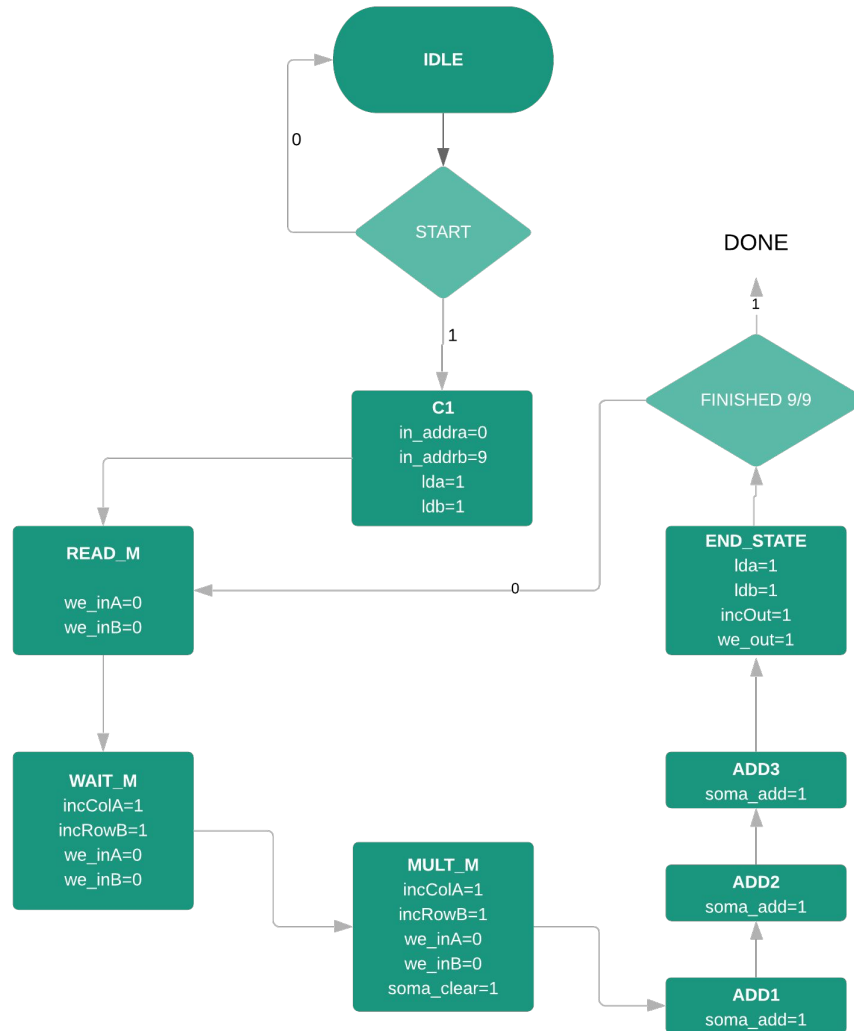 IDLE
0
START
1
C1
in_addra=0
in_addrb=9
lda=1
ldb=1
READ_M
we_inA=0
we_inB=0
WAIT_M
incColA=1
incRowB=1
we_inA=0
we_inB=0
MULT_M
incColA=1
incRowB=1
we_inA=0
we_inB=0
soma_clear=1
ADD1
soma_add=1
ADD2
soma_add=1
ADD3
soma_add=1
END_STATE
lda=1
ldb=1
incOut=1
we_out=1
FINISHED 9/9
0
1
DONE